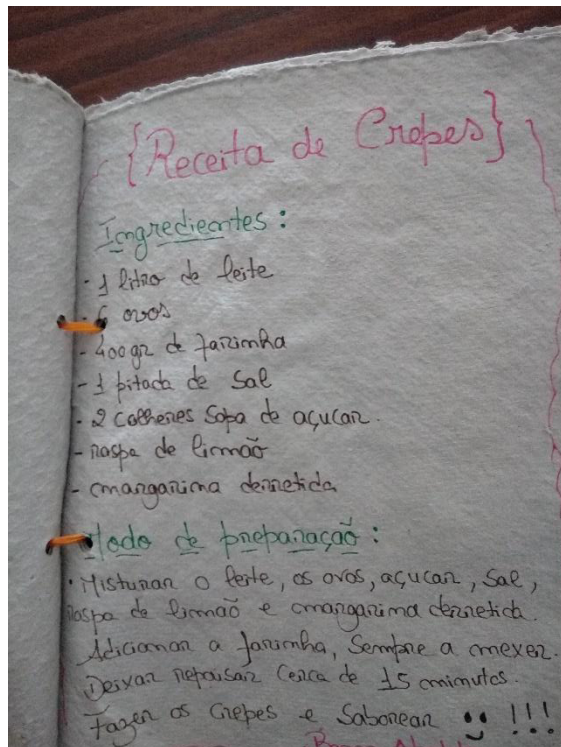 {Receita de Crepes}
Ingredientes:
- 1 litro de leite
- 6 ovos
- 400gr de farinha
- 1 pitada de sal
- 2 colheres sopa de açucar.
- raspa de limão
- margarina derretida
Modo de preparação:
• Misturar o leite, os ovos, açucar, sal,
raspa de limão e margarina derretida.
Adicionar a farinha, sempre a mexer.
Deixar repousar cerca de 15 minutos.
Fazer os crepes e saborear !!!